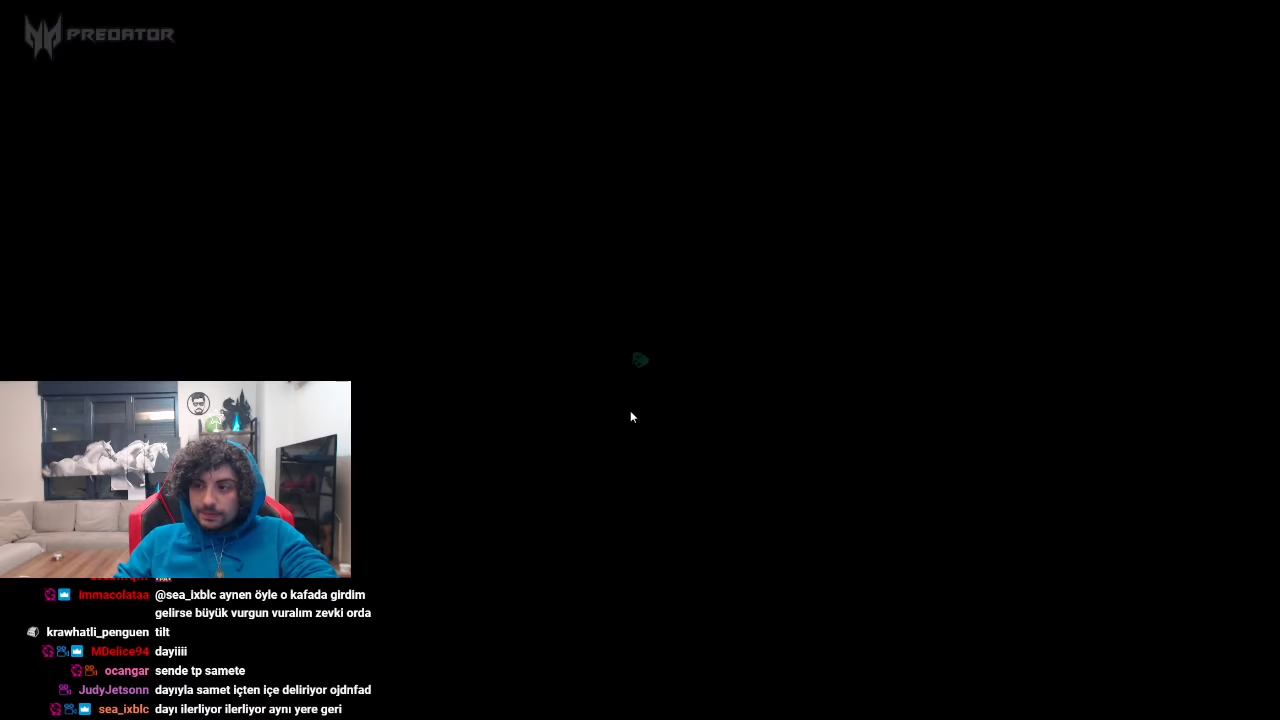 PREDATOR
Immacolataa @sea_ixblc aynen öyle o kafada girdim
gelirse büyük vurgun vuralım zevki orda
krawhatli_penguen tilt
MDelice94 dayiiii
ocangar sende tp samete
JudyJetsonn dayıyla samet içten içe deliriyor ojdnfad
sea_ixblc dayı ilerliyor ilerliyor aynı yere geri